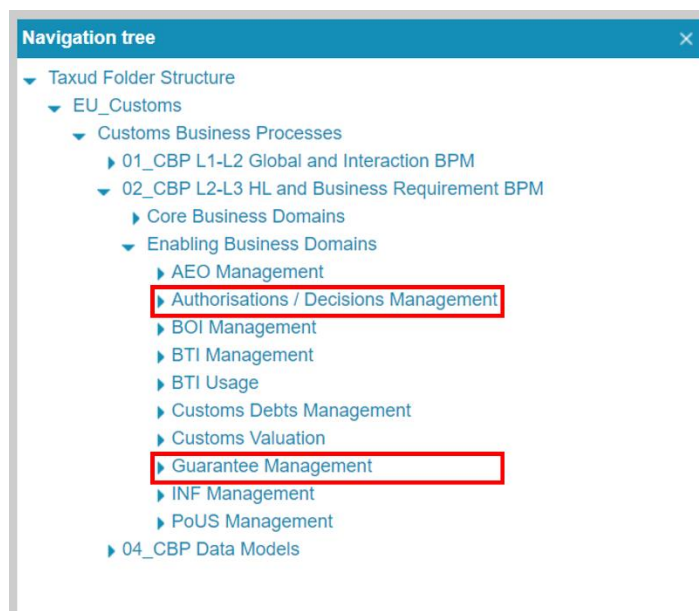 Navigation tree
Taxud Folder Structure
EU_Customs
Customs Business Processes
01_CBP L1-L2 Global and Interaction BPM
02_CBP L2-L3 HL and Business Requirement BPM
Core Business Domains
Enabling Business Domains
AEO Management
Authorisations / Decisions Management
BOI Management
BTI Management
BTI Usage
Customs Debts Management
Customs Valuation
Guarantee Management
INF Management
PoUS Management
04_CBP Data Models